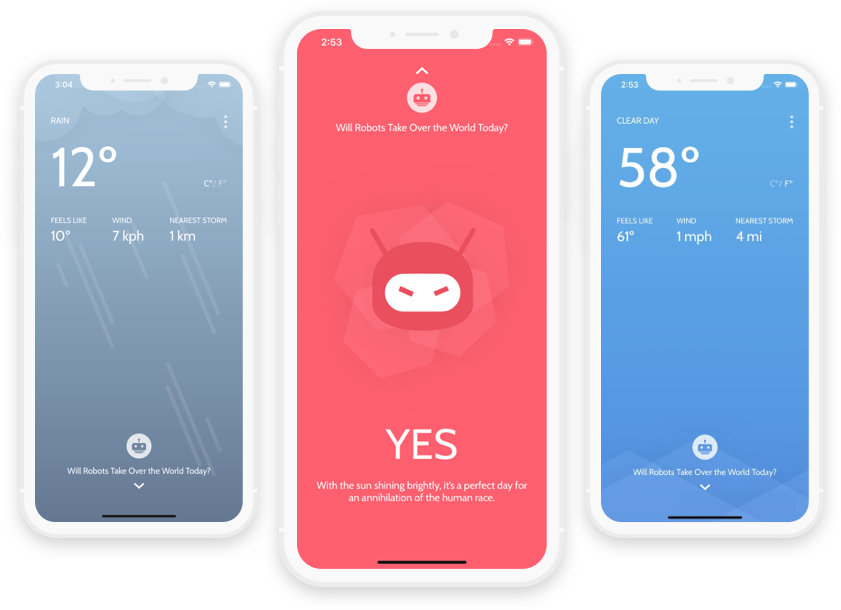 3:04
RAIN
12°
C°/ F°
FEELS LIKE
WIND
NEAREST STORM
10°
7 kph
1 km
Will Robots Take Over the World Today?
2:53
Will Robots Take Over the World Today?
YES
With the sun shining brightly, it's a perfect day for
an annihilation of the human race.
2:53
CLEAR DAY
58°
C°/ F°
FEELS LIKE
WIND
NEAREST STORM
61°
1 mph
4 mi
Will Robots Take Over the World Today?